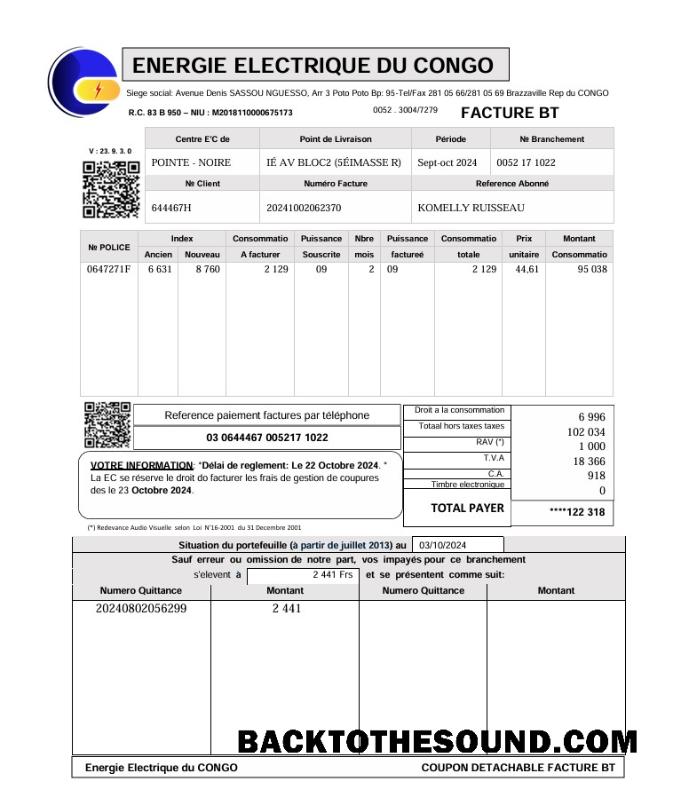 ENERGIE ELECTRIQUE DU CONGO
Siege social: Avenue Denis SASSOU NGUESSO, Arr 3 Poto Poto Bp: 95-Tel/Fax 281 05 66/281 05 69 Brazzaville Rep du CONGO
R.C. 83 B 950 – NIU : M2018110000675173 0052 . 3004/7279 FACTURE BT
V : 23. 9. 3. 0
Centre E'C de Point de Livraison Période № Branchement
POINTE - NOIRE IÉ AV BLOC2 (5ÉIMASSE R) Sept-oct 2024 0052 17 1022
№ Client Numéro Facture Reference Abonné
644467H 20241002062370 KOMELLY RUISSEAU
№ POLICE Index Consommatio Puissance Nbre Puissance Consommatio Prix Montant
Ancien Nouveau A facturer Souscrite mois factureé totale unitaire Consommatio
0647271F 6 631 8 760 2 129 09 2 09 2 129 44,61 95 038
Reference paiement factures par téléphone
03 0644467 005217 1022
VOTRE INFORMATION: "Délai de reglement: Le 22 Octobre 2024. "
La EC se réserve le droit do facturer les frais de gestion de coupures
des le 23 Octobre 2024.
(*) Redevance Audio Visuelle selon Loi N°16-2001 du 31 Decembre 2001
Droit a la consommation 6 996
Totaal hors taxes taxes 102 034
RAV (*) 1 000
T.V.A 18 366
C.A. 918
Timbre electronique 0
TOTAL PAYER ****122 318
Situation du portefeuille (à partir de juillet 2013) au 03/10/2024
Sauf erreur ou omission de notre part, vos impayés pour ce branchement
s'elevent à 2 441 Frs et se présentent comme suit:
Numero Quittance Montant Numero Quittance Montant
20240802056299 2 441
BACKTOTHESOUND.COM
Energie Electrique du CONGO COUPON DETACHABLE FACTURE BT